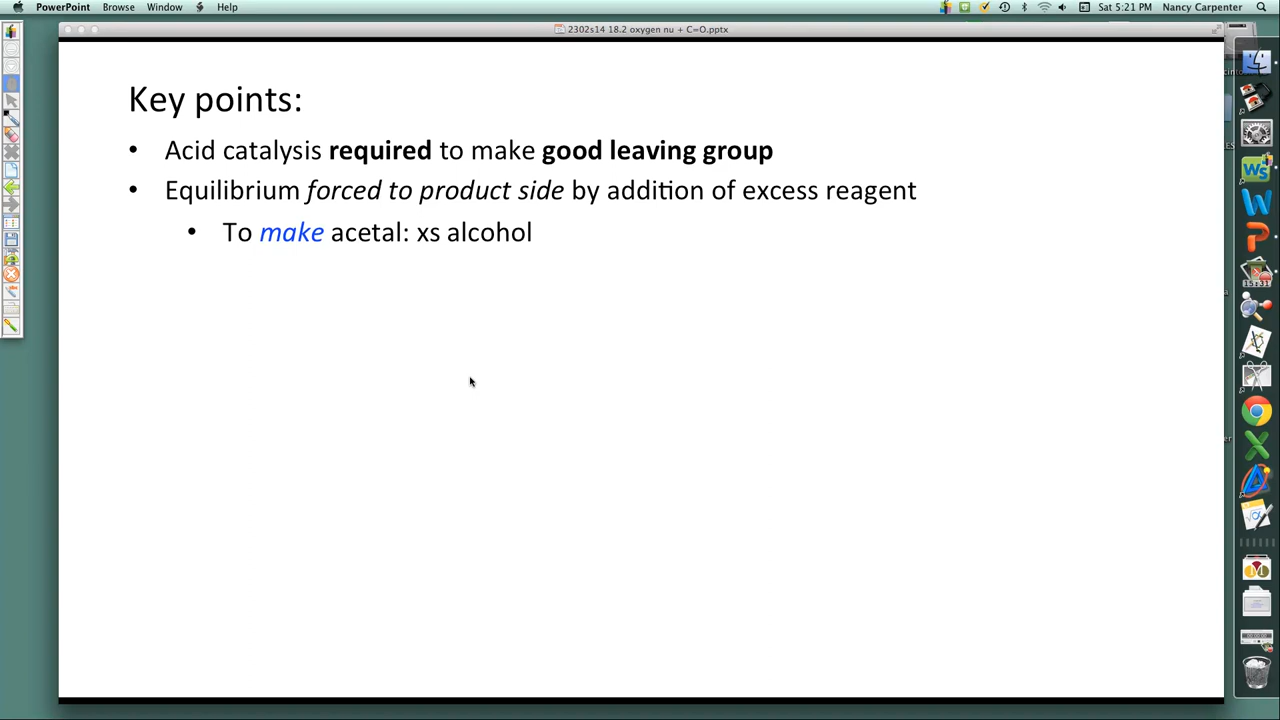 PowerPoint Browse Window Help
Sat 5:21 PM Nancy Carpenter
2302s14 18.2 oxygen nu + C=O.pptx
Key points:
• Acid catalysis required to make good leaving group
• Equilibrium forced to product side by addition of excess reagent
• To make acetal: xs alcohol